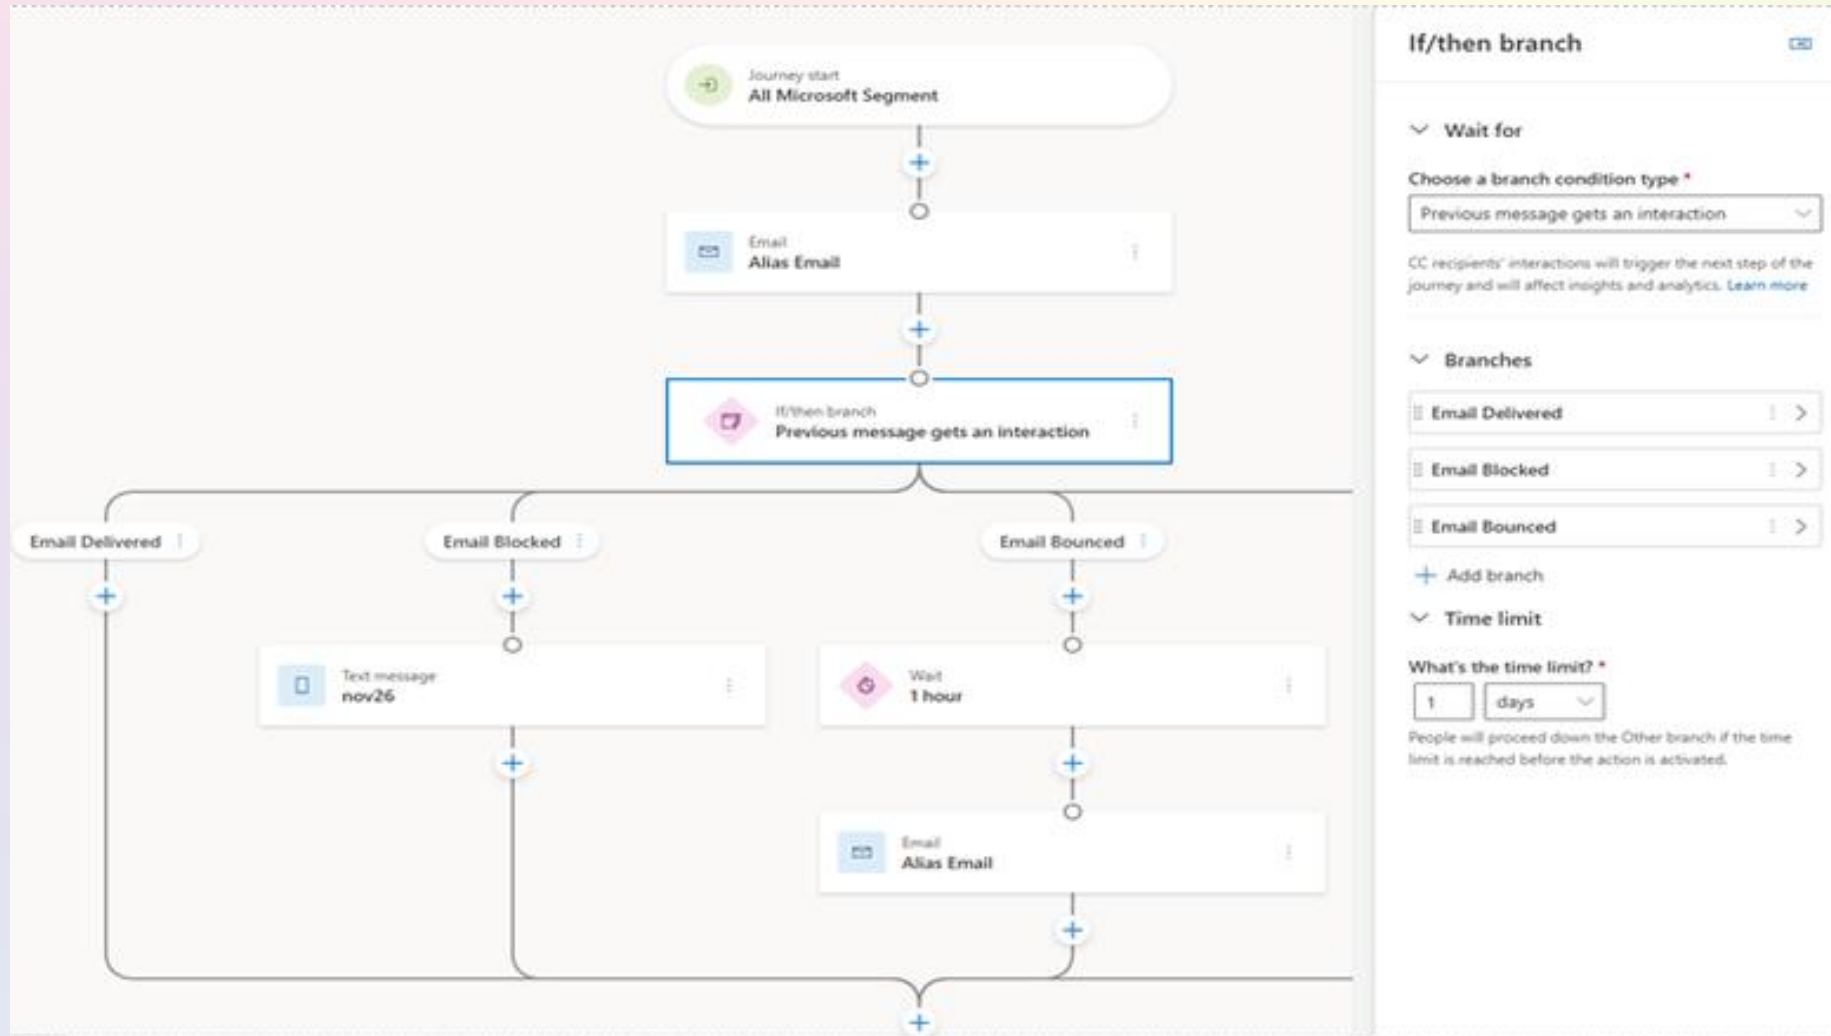 Journey start
All Microsoft Segment
Email
Alias Email
If/then branch
Previous message gets an interaction
Email Delivered
Email Blocked
Email Bounced
Text message
nov26
Wait
1 hour
Email
Alias Email
If/then branch
Wait for
Choose a branch condition type *
Previous message gets an interaction
CC recipients' interactions will trigger the next step of the
journey and will affect insights and analytics. Learn more
Branches
Email Delivered
Email Blocked
Email Bounced
Add branch
Time limit
What's the time limit? *
1 days
People will proceed down the Other branch if the time
limit is reached before the action is activated.